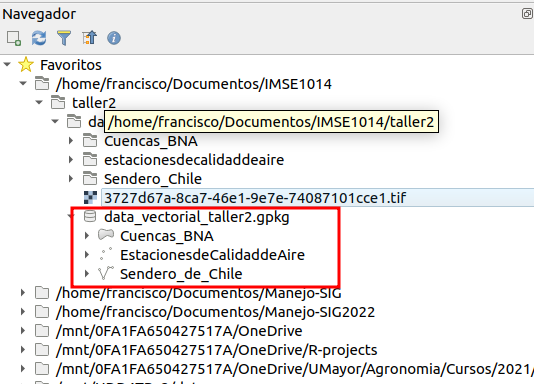 Navegador
Favoritos
/home/francisco/Documentos/IMSE1014
taller2
da
/home/francisco/Documentos/IMSE1014/taller2
Cuencas_BNA
estacionesdecalidaddeaire
Sendero_Chile
3727d67a-8ca7-46e1-9e7e-74087101cce1.tif
data_vectorial_taller2.gpkg
Cuencas_BNA
EstacionesdeCalidaddeAire
Sendero_de_Chile
/home/francisco/Documentos/Manejo-SIG
/home/francisco/Documentos/Manejo-SIG2022
/mnt/0FA1FA650427517A/OneDrive
/mnt/0FA1FA650427517A/OneDrive/R-projects
/mnt/0FA1FA650427517A/OneDrive/UMayor/Agronomia/Cursos/2021/